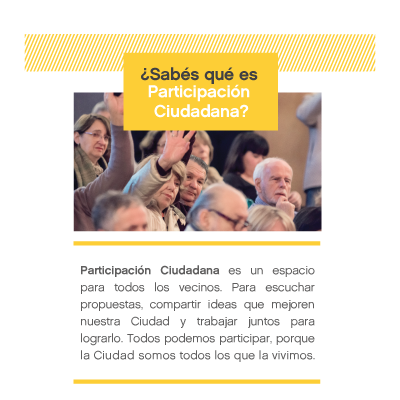 ¿Sabés qué es
Participación
Ciudadana?
Participación Ciudadana es un espacio
para todos los vecinos. Para escuchar
propuestas, compartir ideas que mejoren
nuestra Ciudad y trabajar juntos para
lograrlo. Todos podemos participar, porque
la Ciudad somos todos los que la vivimos.